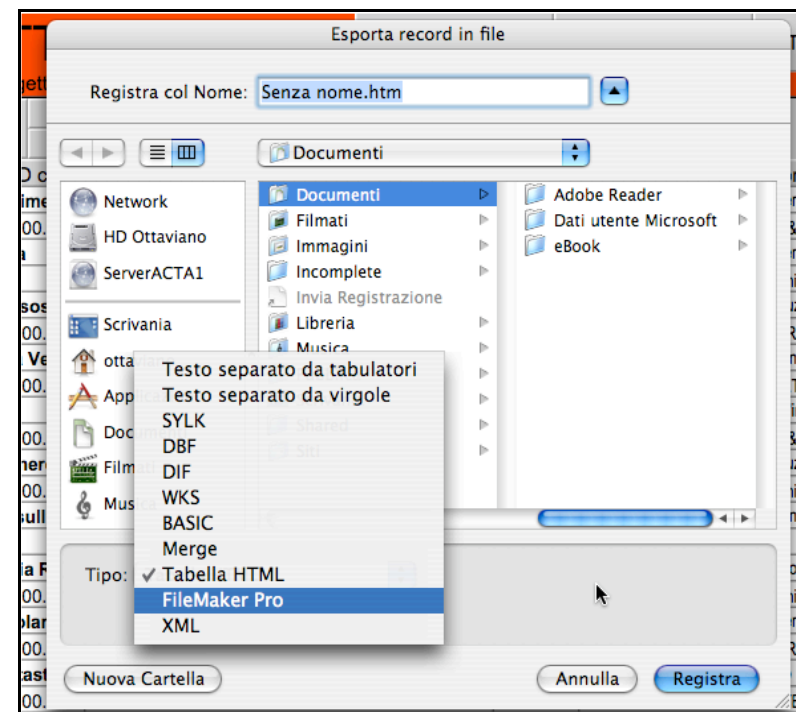 Esporta record in file
Registra col Nome: Senza nome.htm
Documenti
Network
HD Ottaviano
ServerACTA1
Scrivania
Documenti
Filmati
Immagini
Incomplete
Invia Registrazione
Libreria
Musica
Shared
Siti
Adobe Reader
Dati utente Microsoft
eBook
Testo separato da tabulatori
Testo separato da virgole
SYLK
DBF
DIF
WKS
BASIC
Merge
Tipo: ✓ Tabella HTML
FileMaker Pro
XML
Nuova Cartella
Annulla
Registra